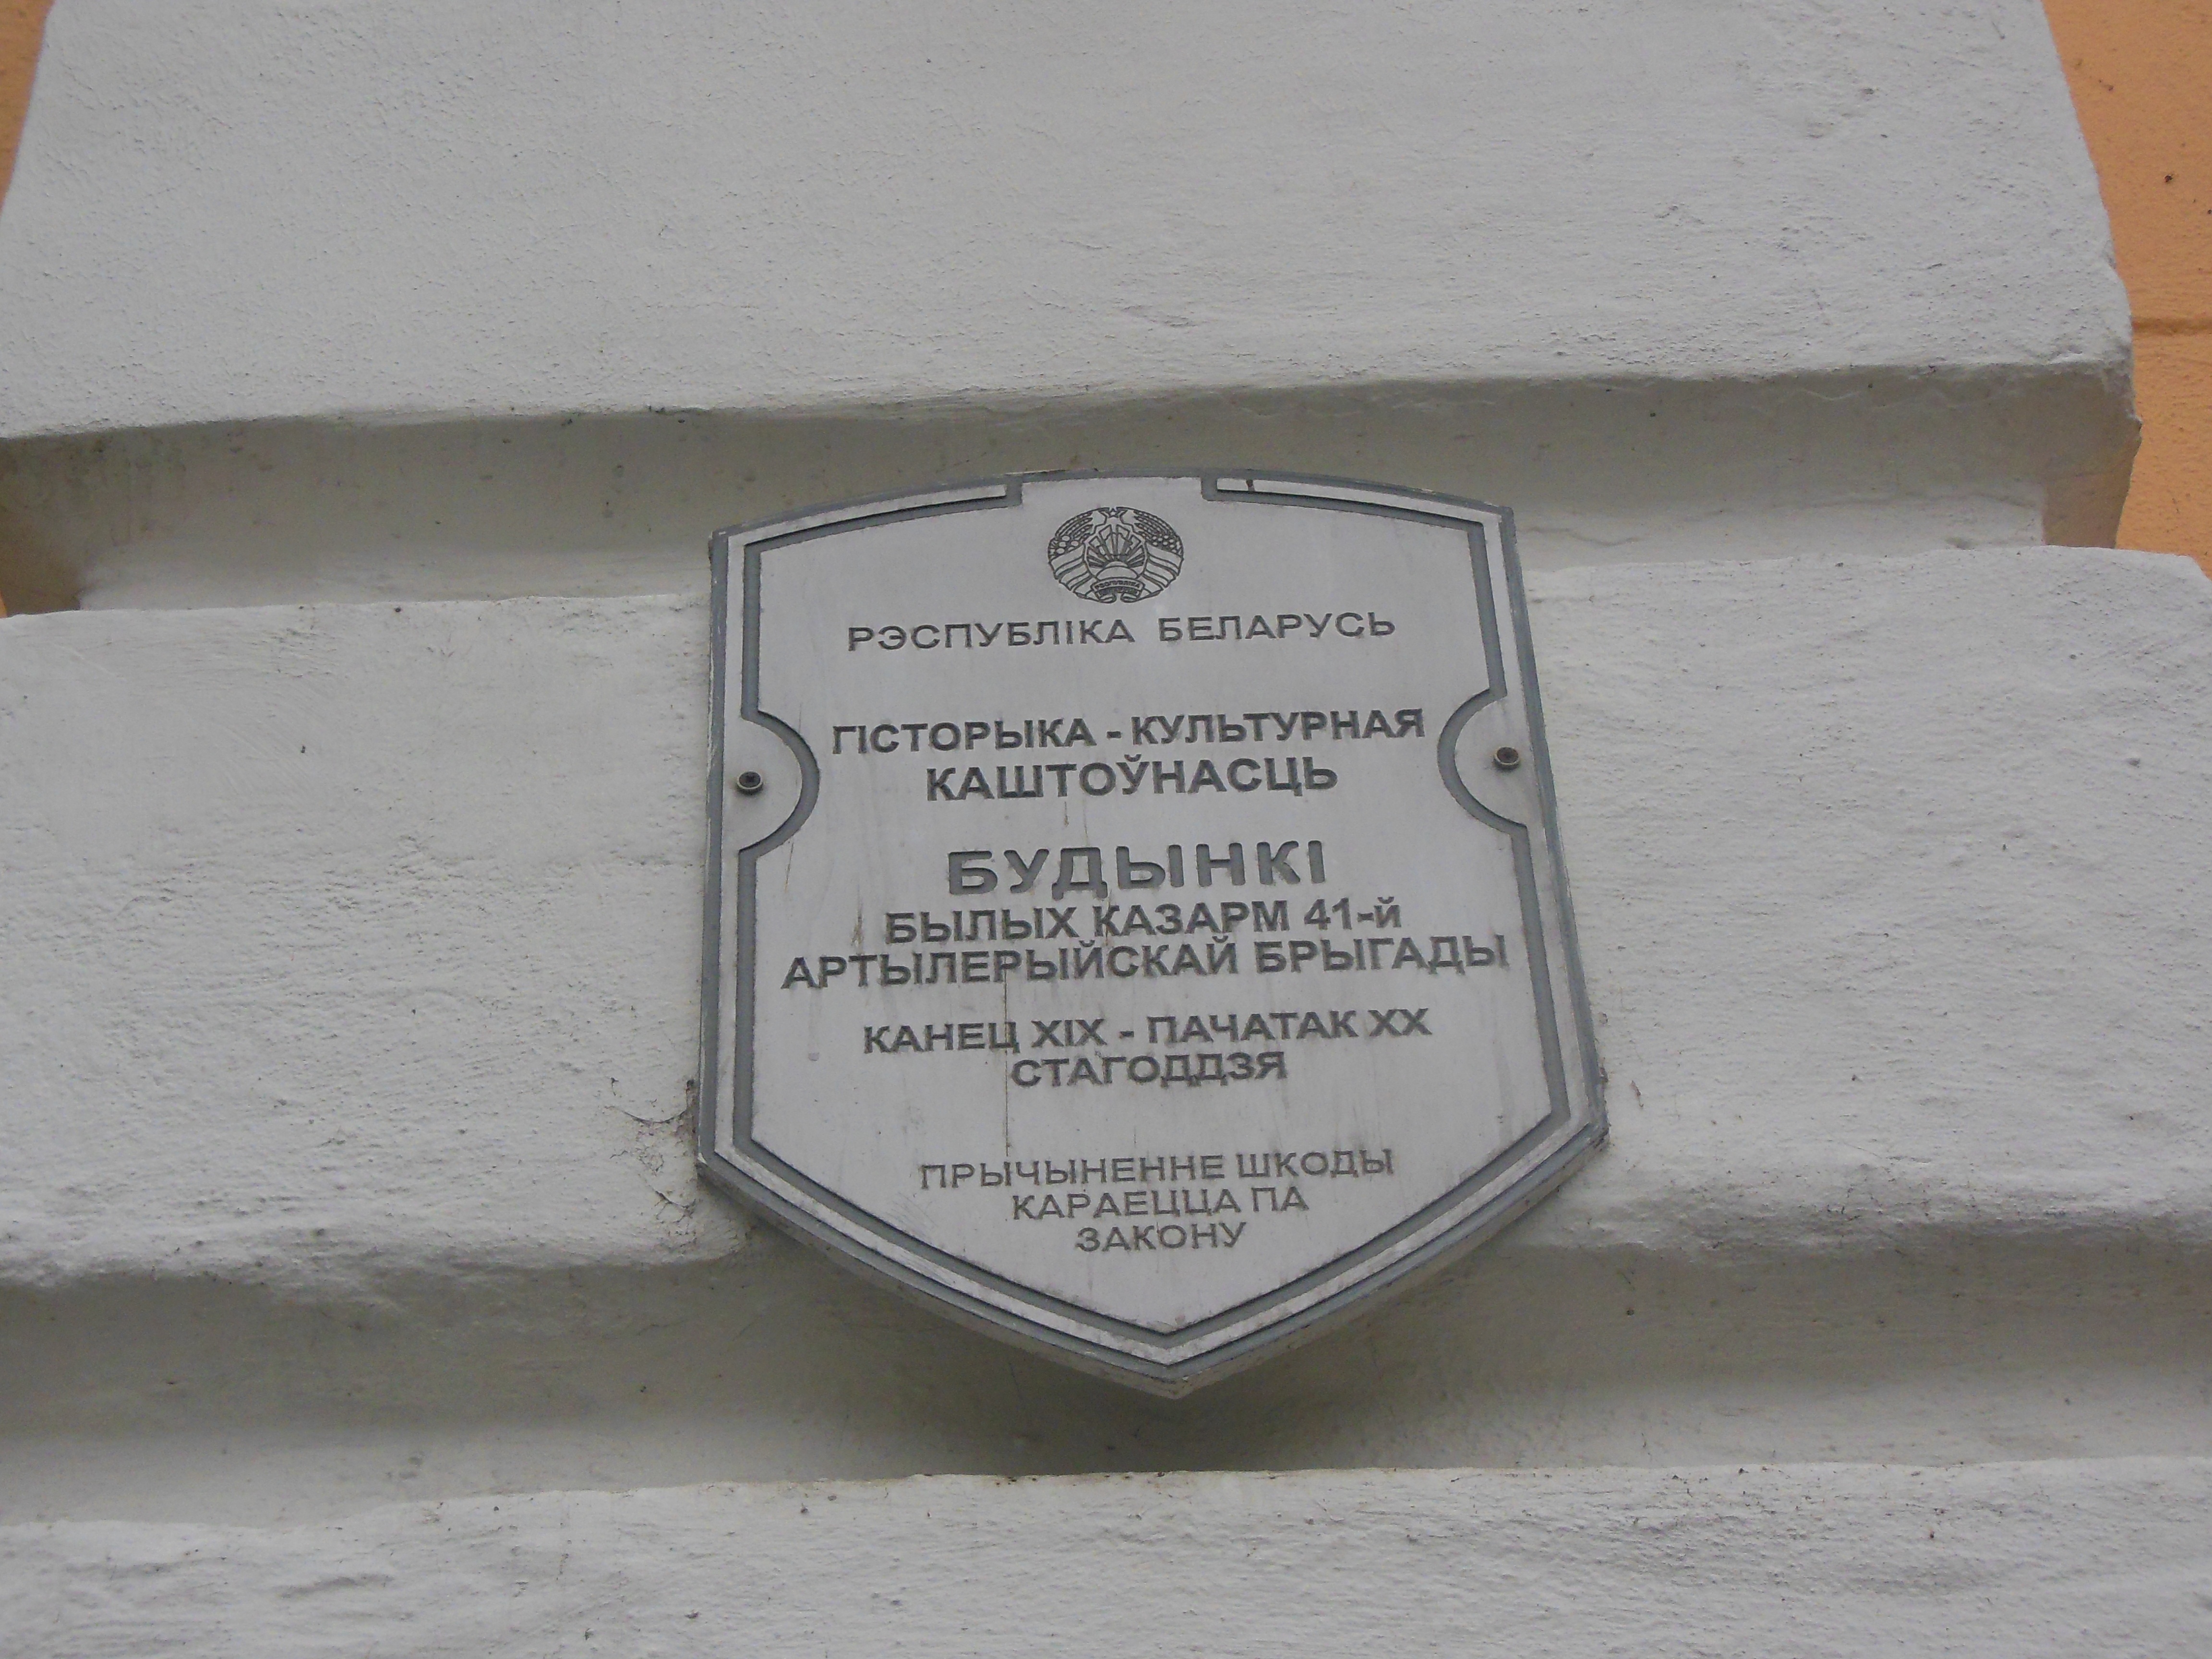 РЭСПУБЛІКА БЕЛАРУСЬ
ГІСТОРЫКА - КУЛЬТУРНАЯ
КАШТОЎНАСЦЬ
БУДЫНКІ
БЫЛЫХ КАЗАРМ 41-й
АРТЫЛЕРЫЙСКАЙ БРЫГАДЫ
КАНЕЦ XIX - ПАЧАТАК XX
СТАГОДДЗЯ
ПРЫЧЫНЕННЕ ШКОДЫ
КАРАЕЦЦА ПА
ЗАКОНУ